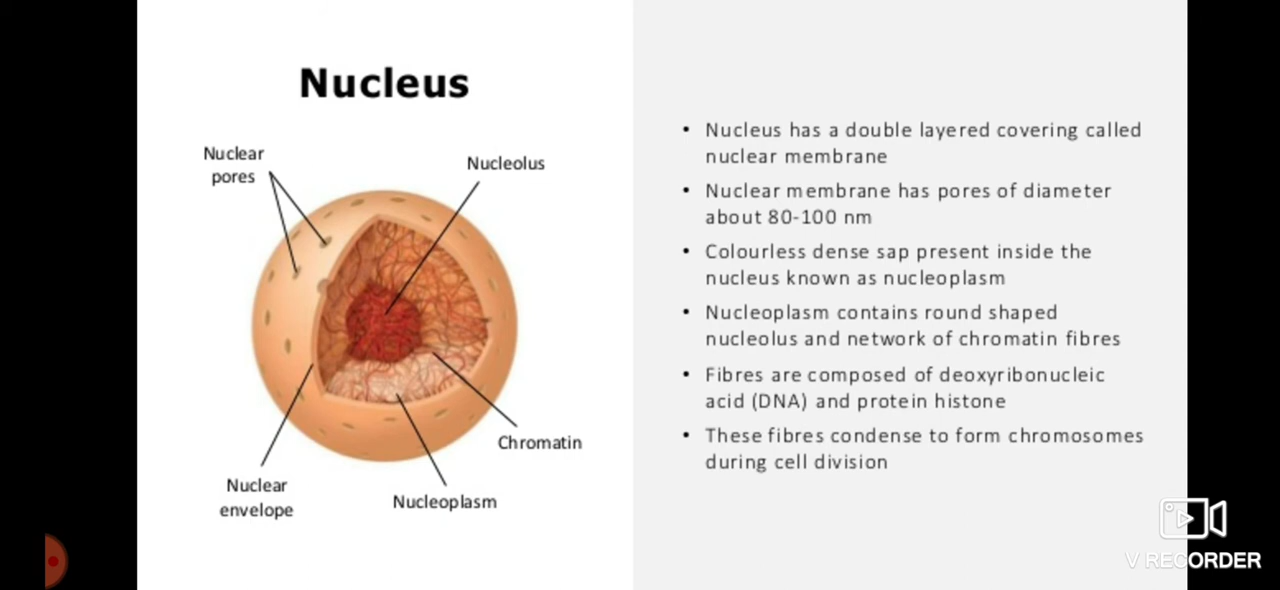 Nucleus
Nuclear
pores
Nucleolus
Chromatin
Nuclear
envelope
Nucleoplasm
• Nucleus has a double layered covering called
nuclear membrane
• Nuclear membrane has pores of diameter
about 80-100 nm
• Colourless dense sap present inside the
nucleus known as nucleoplasm
• Nucleoplasm contains round shaped
nucleolus and network of chromatin fibres
• Fibres are composed of deoxyribonucleic
acid (DNA) and protein histone
• These fibres condense to form chromosomes
during cell division
V RECORDER